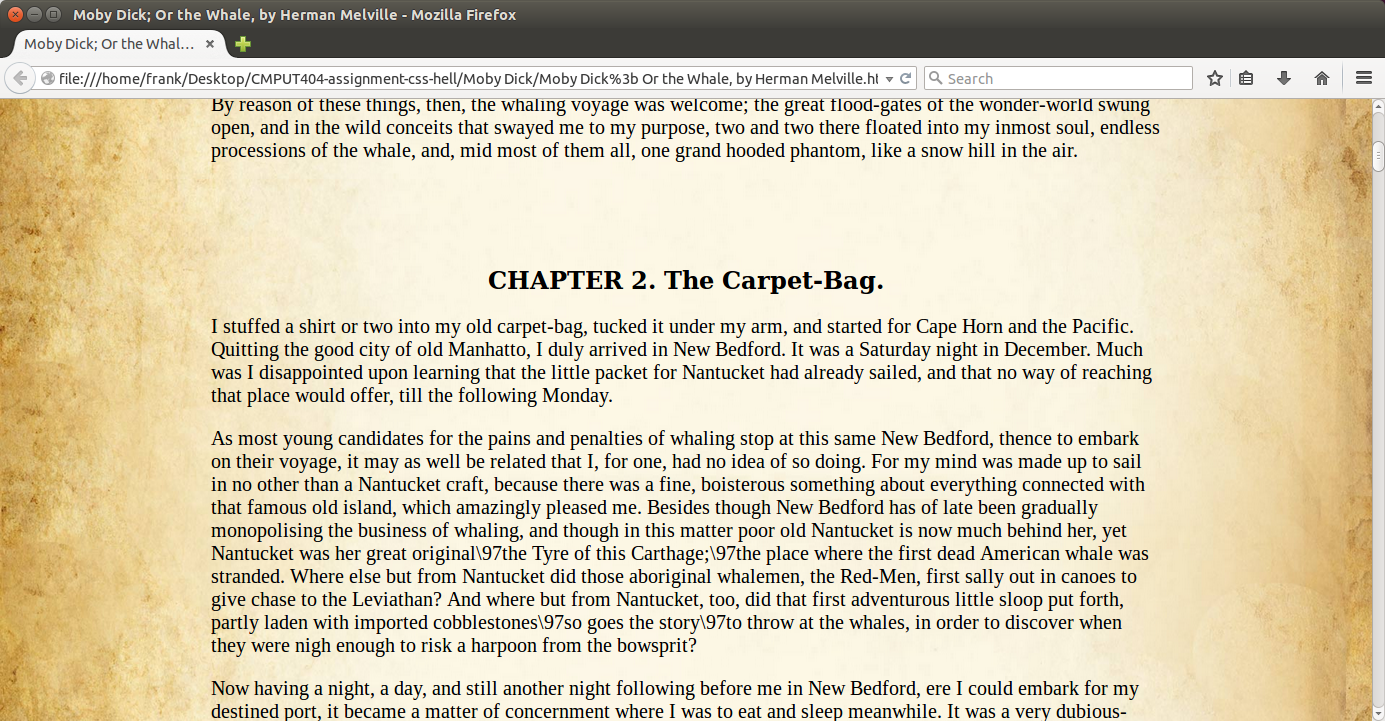 Moby Dick; Or the Whale, by Herman Melville - Mozilla Firefox
Moby Dick; Or the Whal...
file:///home/frank/Desktop/CMPUT404-assignment-css-hell/Moby Dick/Moby Dick%3b Or the Whale, by Herman Melville.ht
Search
By reason of these things, then, the whaling voyage was welcome; the great flood-gates of the wonder-world swung
open, and in the wild conceits that swayed me to my purpose, two and two there floated into my inmost soul, endless
processions of the whale, and, mid most of them all, one grand hooded phantom, like a snow hill in the air.
CHAPTER 2. The Carpet-Bag.
I stuffed a shirt or two into my old carpet-bag, tucked it under my arm, and started for Cape Horn and the Pacific.
Quitting the good city of old Manhatto, I duly arrived in New Bedford. It was a Saturday night in December. Much
was I disappointed upon learning that the little packet for Nantucket had already sailed, and that no way of reaching
that place would offer, till the following Monday.
As most young candidates for the pains and penalties of whaling stop at this same New Bedford, thence to embark
on their voyage, it may as well be related that I, for one, had no idea of so doing. For my mind was made up to sail
in no other than a Nantucket craft, because there was a fine, boisterous something about everything connected with
that famous old island, which amazingly pleased me. Besides though New Bedford has of late been gradually
monopolising the business of whaling, and though in this matter poor old Nantucket is now much behind her, yet
Nantucket was her great original\97the Tyre of this Carthage;\97the place where the first dead American whale was
stranded. Where else but from Nantucket did those aboriginal whalemen, the Red-Men, first sally out in canoes to
give chase to the Leviathan? And where but from Nantucket, too, did that first adventurous little sloop put forth,
partly laden with imported cobblestones\97so goes the story\97to throw at the whales, in order to discover when
they were nigh enough to risk a harpoon from the bowsprit?
Now having a night, a day, and still another night following before me in New Bedford, ere I could embark for my
destined port, it became a matter of concernment where I was to eat and sleep meanwhile. It was a very dubious-